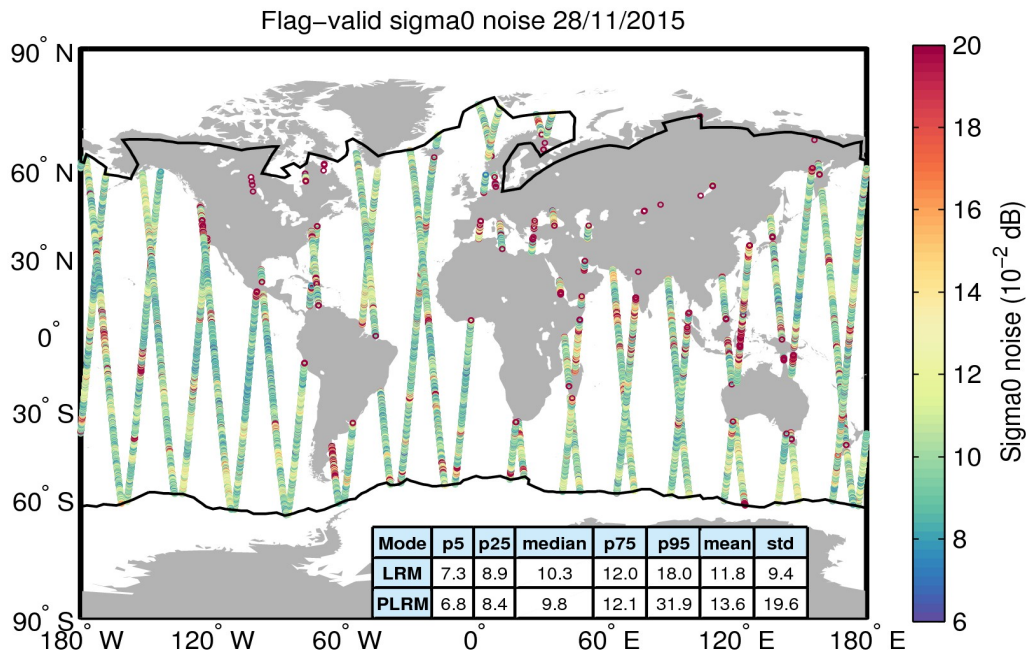 Flag−valid sigma0 noise 28/11/2015
90° N
60° N
30° N
0°
30° S
60° S
90° S
180° W
120° W
60° W
0°
60° E
120° E
180° E
Mode p5 p25 median p75 p95 mean std
LRM 7.3 8.9 10.3 12.0 18.0 11.8 9.4
PLRM 6.8 8.4 9.8 12.1 31.9 13.6 19.6
20
18
16
14
12
10
8
6
Sigma0 noise (10⁻² dB)